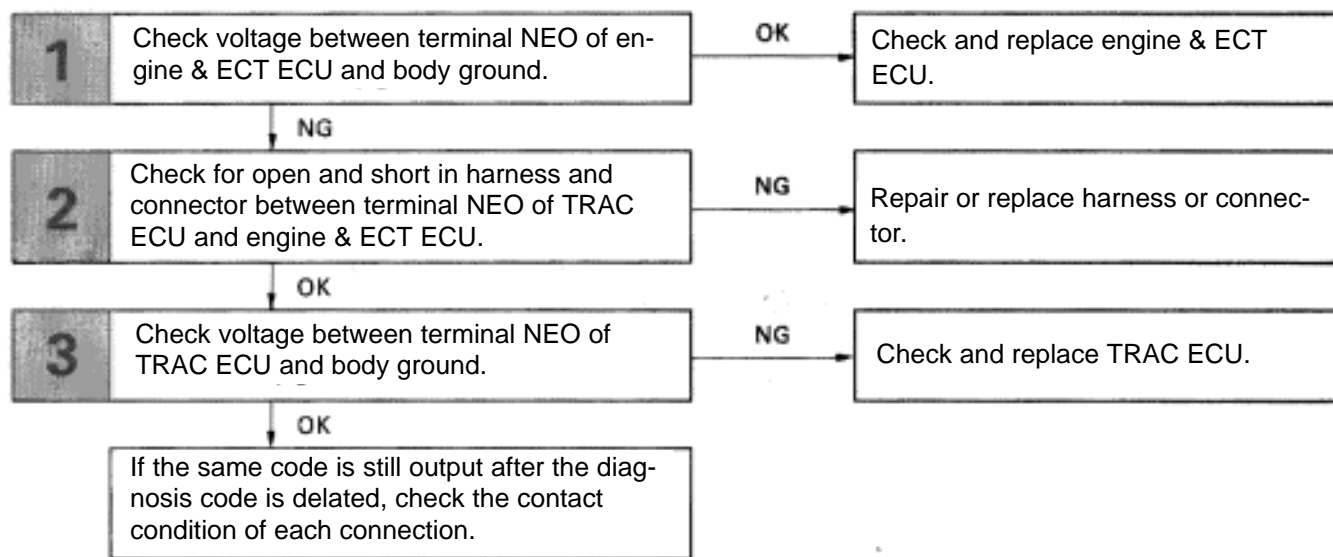 1
Check voltage between terminal NEO of en-
gine & ECT ECU and body ground.
OK
Check and replace engine & ECT
ECU.
NG
2
Check for open and short in harness and
connector between terminal NEO of TRAC
ECU and engine & ECT ECU.
NG
Repair or replace harness or connec-
tor.
OK
3
Check voltage between terminal NEO of
TRAC ECU and body ground.
NG
Check and replace TRAC ECU.
OK
If the same code is still output after the diag-
nosis code is delated, check the contact
condition of each connection.